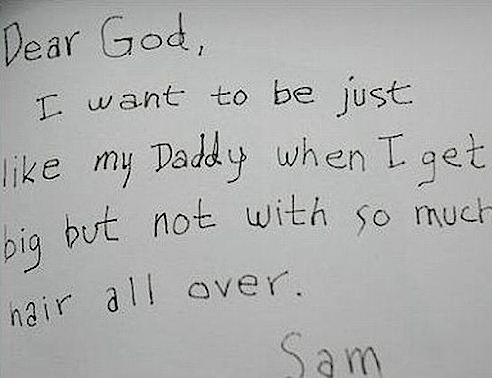 Dear God,
I want to be just
like my Daddy when I get
big but not with so much
hair all over.
Sam